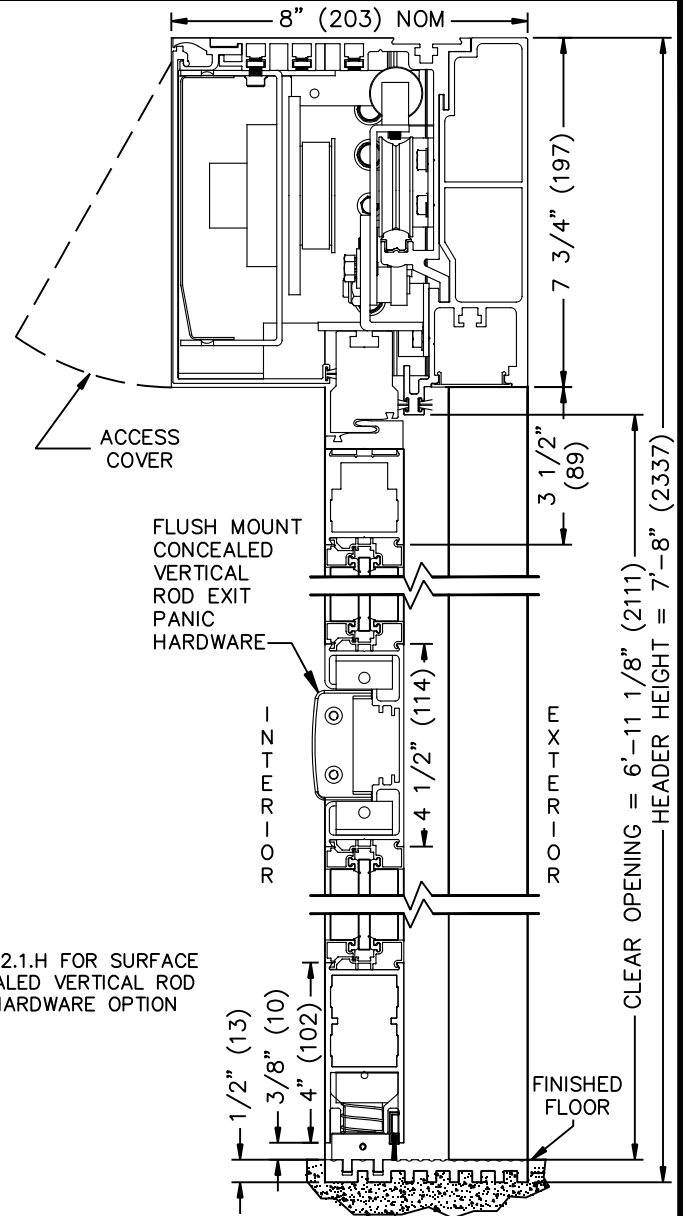 8" (203) NOM
7 3/4" (197)
ACCESS
COVER
3 1/2"
(89)
FLUSH MOUNT
CONCEALED
VERTICAL
ROD EXIT
PANIC
HARDWARE
4 1/2" (114)
INTERIOR
EXTERIOR
CLEAR OPENING = 6'-11 1/8" (2111)
HEADER HEIGHT = 7'-8" (2337)
2.1.H FOR SURFACE
ALED VERTICAL ROD
HARDWARE OPTION
1/2" (13)
3/8" (10)
4" (102)
FINISHED
FLOOR